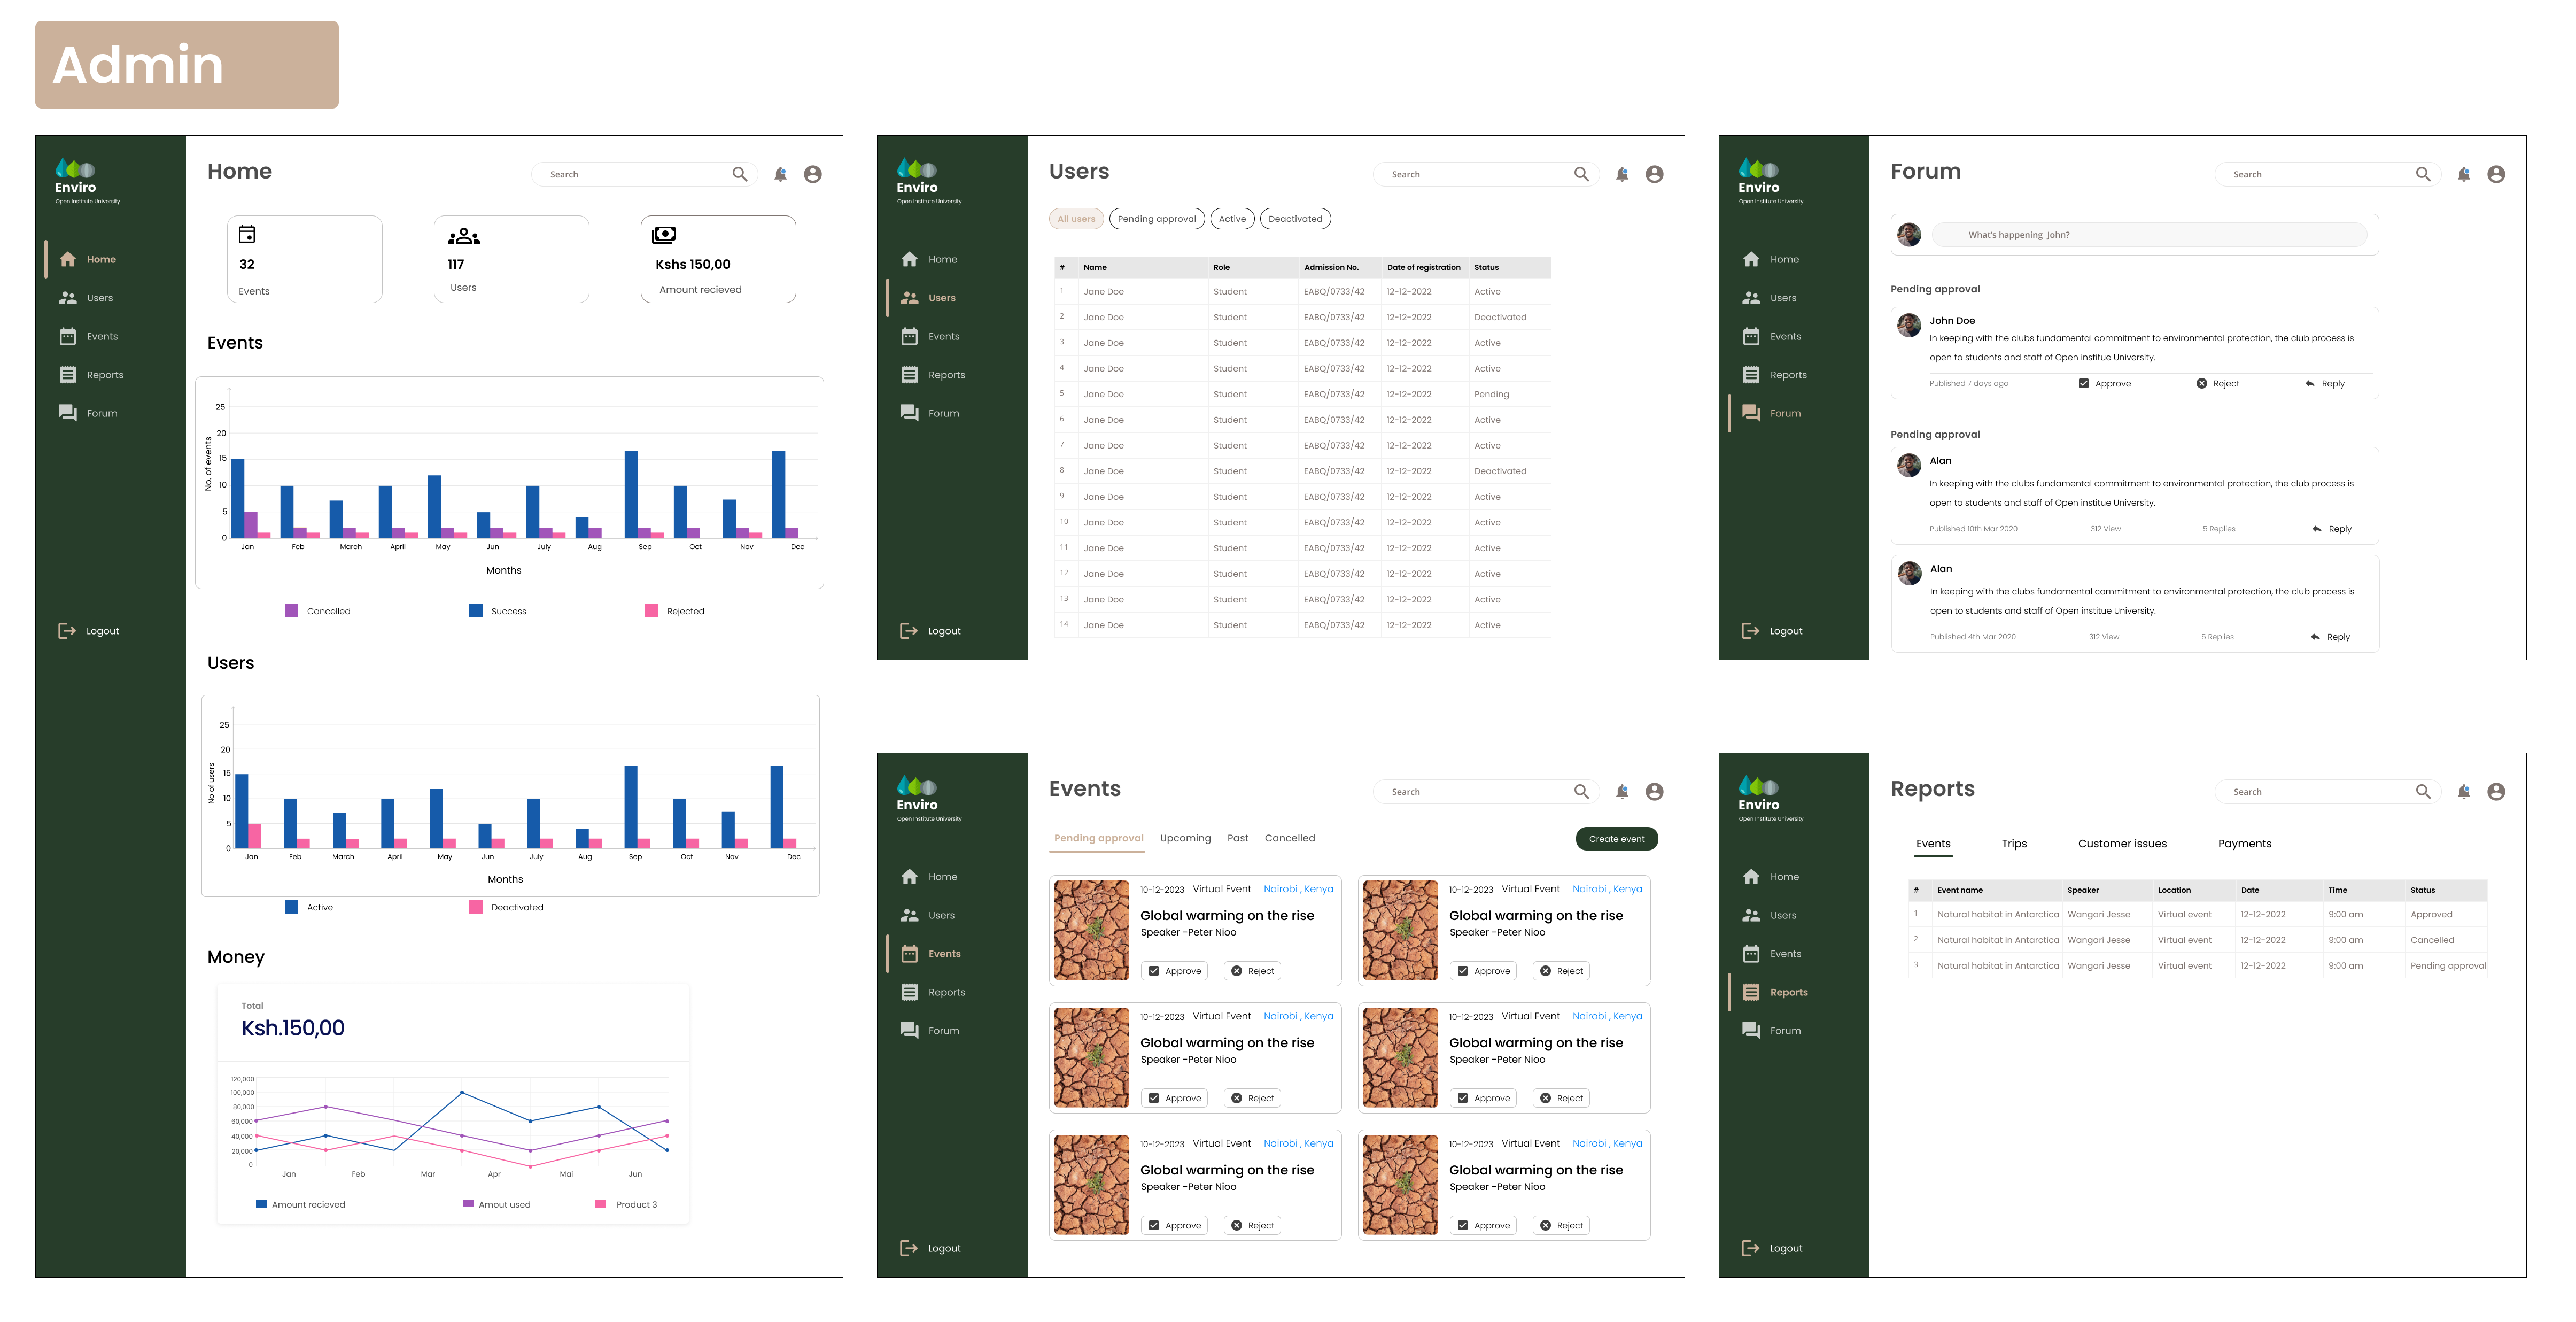 Admin
Enviro
Open Institute University
Home
Users
Events
Reports
Forum
Logout
Home
Search
32
Events
117
Users
Kshs 150,00
Amount recieved
Events
No. of events
25
20
15
10
5
0
Jan Feb March April May Jun July Aug Sep Oct Nov Dec
Months
Cancelled Success Rejected
Users
No of users
25
20
15
10
5
0
Jan Feb March April May Jun July Aug Sep Oct Nov Dec
Months
Active Deactivated
Money
Total
Ksh.150,00
120,000
100,000
80,000
60,000
40,000
20,000
0
Jan Feb Mar Apr Mai Jun
Amount recieved Amout used Product 3
Enviro
Open Institute University
Home
Users
Events
Reports
Forum
Logout
Users
Search
All users Pending approval Active Deactivated
# Name Role Admission No. Date of registration Status
1 Jane Doe Student EABQ/0733/42 12-12-2022 Active
2 Jane Doe Student EABQ/0733/42 12-12-2022 Deactivated
3 Jane Doe Student EABQ/0733/42 12-12-2022 Active
4 Jane Doe Student EABQ/0733/42 12-12-2022 Active
5 Jane Doe Student EABQ/0733/42 12-12-2022 Pending
6 Jane Doe Student EABQ/0733/42 12-12-2022 Active
7 Jane Doe Student EABQ/0733/42 12-12-2022 Active
8 Jane Doe Student EABQ/0733/42 12-12-2022 Deactivated
9 Jane Doe Student EABQ/0733/42 12-12-2022 Active
10 Jane Doe Student EABQ/0733/42 12-12-2022 Active
11 Jane Doe Student EABQ/0733/42 12-12-2022 Active
12 Jane Doe Student EABQ/0733/42 12-12-2022 Active
13 Jane Doe Student EABQ/0733/42 12-12-2022 Active
14 Jane Doe Student EABQ/0733/42 12-12-2022 Active
Enviro
Open Institute University
Home
Users
Events
Reports
Forum
Logout
Forum
Search
What's happening John?
Pending approval
John Doe
In keeping with the clubs fundamental commitment to environmental protection, the club process is
open to students and staff of Open institue University.
Published 7 days ago Approve Reject Reply
Pending approval
Alan
In keeping with the clubs fundamental commitment to environmental protection, the club process is
open to students and staff of Open institue University.
Published 10th Mar 2020 312 View 5 Replies Reply
Alan
In keeping with the clubs fundamental commitment to environmental protection, the club process is
open to students and staff of Open institue University.
Published 4th Mar 2020 312 View 5 Replies Reply
Enviro
Open Institute University
Home
Users
Events
Reports
Forum
Logout
Events
Search
Pending approval Upcoming Past Cancelled
Create event
10-12-2023 Virtual Event Nairobi , Kenya
Global warming on the rise
Speaker -Peter Nioo
Approve Reject
10-12-2023 Virtual Event Nairobi , Kenya
Global warming on the rise
Speaker -Peter Nioo
Approve Reject
10-12-2023 Virtual Event Nairobi , Kenya
Global warming on the rise
Speaker -Peter Nioo
Approve Reject
10-12-2023 Virtual Event Nairobi , Kenya
Global warming on the rise
Speaker -Peter Nioo
Approve Reject
10-12-2023 Virtual Event Nairobi , Kenya
Global warming on the rise
Speaker -Peter Nioo
Approve Reject
10-12-2023 Virtual Event Nairobi , Kenya
Global warming on the rise
Speaker -Peter Nioo
Approve Reject
Enviro
Open Institute University
Home
Users
Events
Reports
Forum
Logout
Reports
Search
Events Trips Customer issues Payments
# Event name Speaker Location Date Time Status
1 Natural habitat in Antarctica Wangari Jesse Virtual event 12-12-2022 9:00 am Approved
2 Natural habitat in Antarctica Wangari Jesse Virtual event 12-12-2022 9:00 am Cancelled
3 Natural habitat in Antarctica Wangari Jesse Virtual event 12-12-2022 9:00 am Pending approval